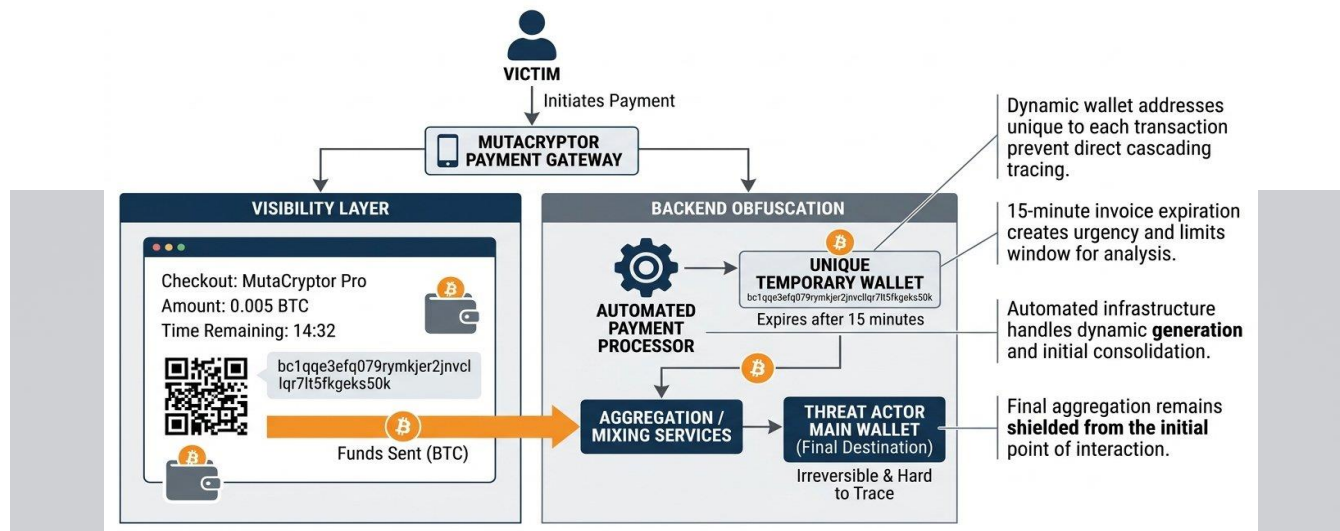 VICTIM
Initiates Payment
MUTACRYPTOR
PAYMENT GATEWAY
VISIBILITY LAYER
Checkout: MutaCryptor Pro
Amount: 0.005 BTC
Time Remaining: 14:32
bc1qqe3efq079rymkjer2jnvcl
lqr7lt5fkgeks50k
Funds Sent (BTC)
BACKEND OBFUSCATION
AUTOMATED
PAYMENT
PROCESSOR
UNIQUE
TEMPORARY WALLET
bc1qqe3efq079rymkjer2jnvcllqr7lt5fkgeks50k
Expires after 15 minutes
AGGREGATION /
MIXING SERVICES
THREAT ACTOR
MAIN WALLET
(Final Destination)
Irreversible & Hard
to Trace
Dynamic wallet addresses
unique to each transaction
prevent direct cascading
tracing.
15-minute invoice expiration
creates urgency and limits
window for analysis.
Automated infrastructure
handles dynamic generation
and initial consolidation.
Final aggregation remains
shielded from the initial
point of interaction.